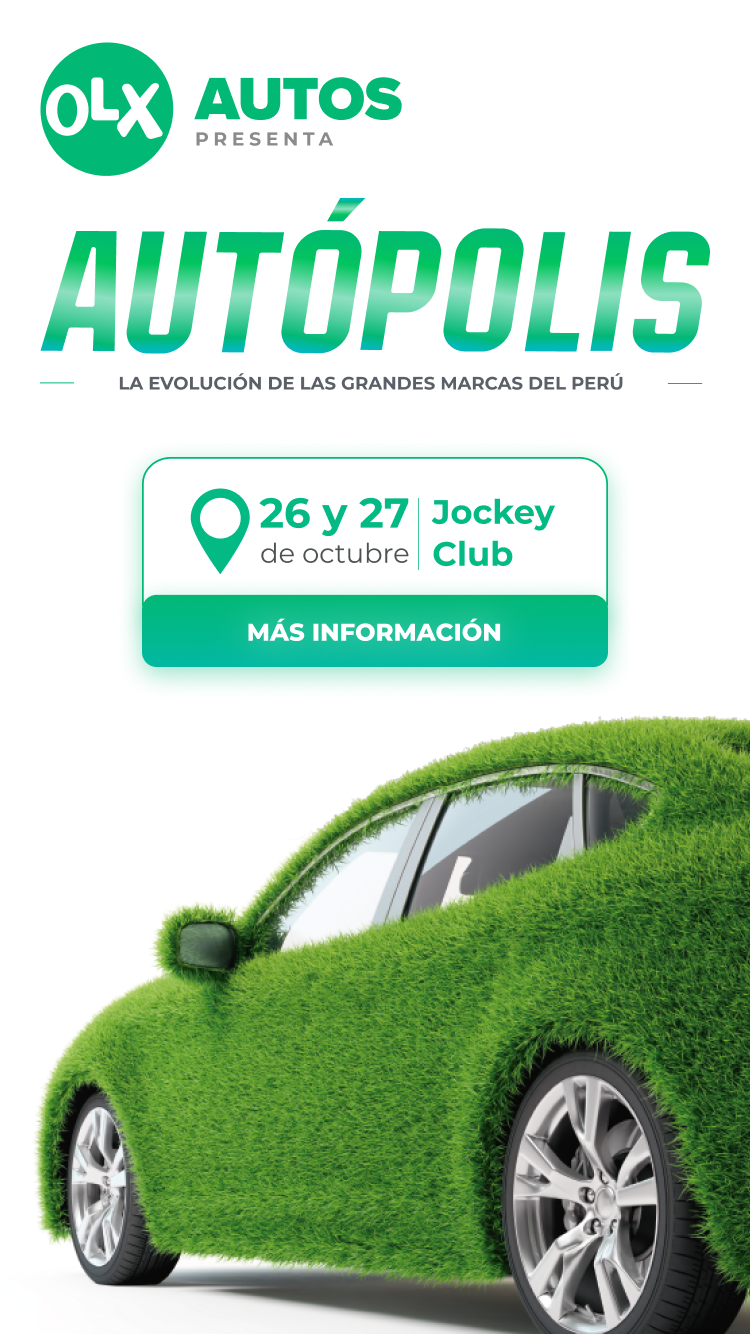 OLX AUTOS
PRESENTA
AUTÓPOLIS
LA EVOLUCIÓN DE LAS GRANDES MARCAS DEL PERÚ
26 y 27
de octubre
Jockey
Club
MÁS INFORMACIÓN